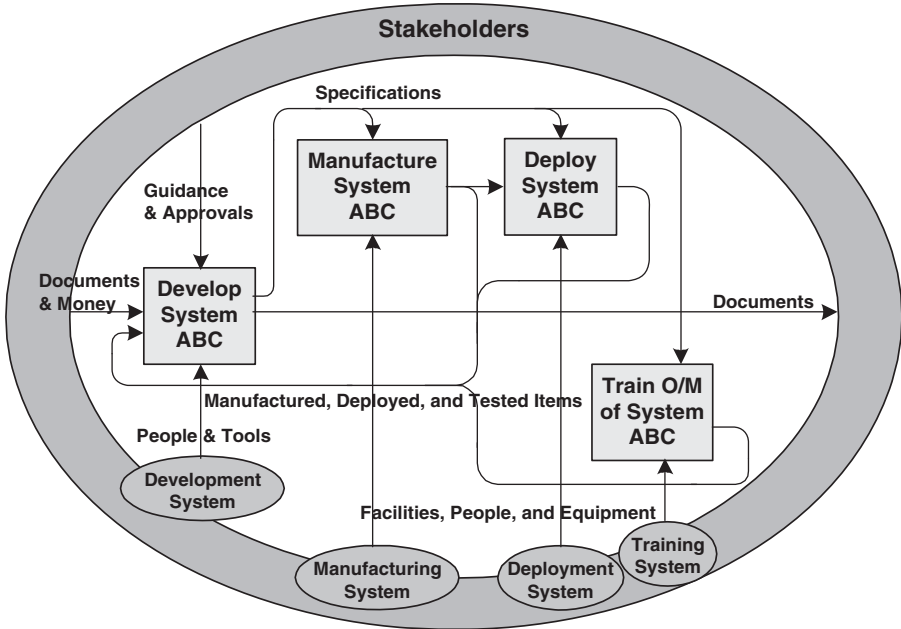 Stakeholders
Specifications
Manufacture
System
ABC
Deploy
System
ABC
Guidance
& Approvals
Documents
& Money
Develop
System
ABC
Documents
Train O/M
of System
ABC
Manufactured, Deployed, and Tested Items
People & Tools
Development
System
Facilities, People, and Equipment
Manufacturing
System
Deployment
System
Training
System